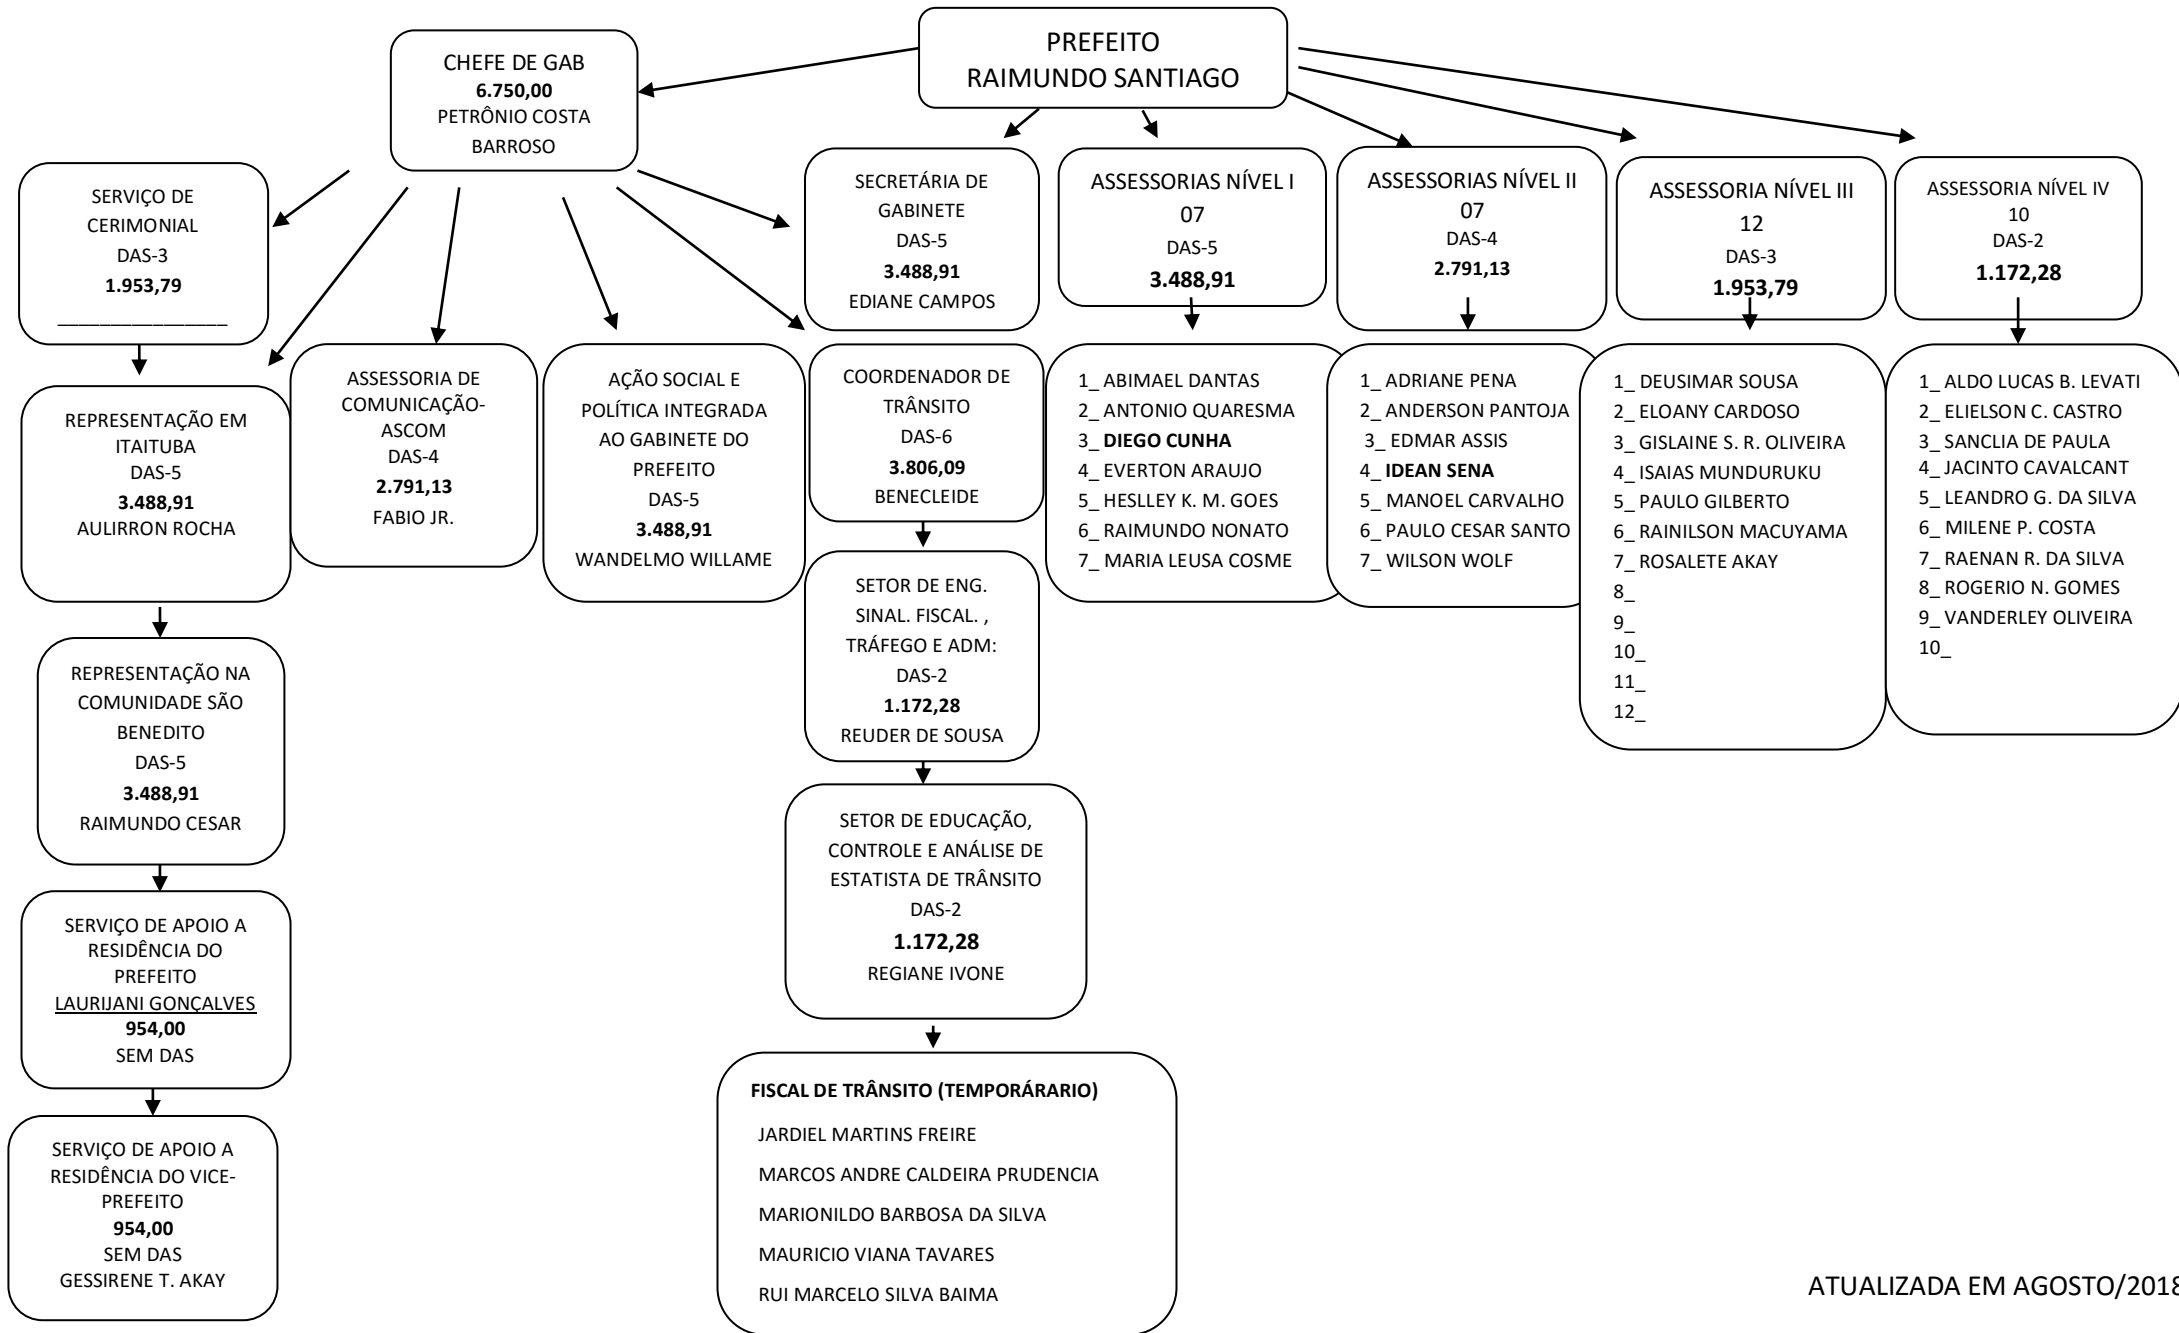 PREFEITO
RAIMUNDO SANTIAGO
CHEFE DE GAB
6.750,00
PETRÔNIO COSTA
BARROSO
SERVIÇO DE
CERIMONIAL
DAS-3
1.953,79
________________
SECRETÁRIA DE
GABINETE
DAS-5
3.488,91
EDIANE CAMPOS
ASSESSORIAS NÍVEL I
07
DAS-5
3.488,91
ASSESSORIAS NÍVEL II
07
DAS-4
2.791,13
ASSESSORIA NÍVEL III
12
DAS-3
1.953,79
ASSESSORIA NÍVEL IV
10
DAS-2
1.172,28
REPRESENTAÇÃO EM
ITAITUBA
DAS-5
3.488,91
AULIRRON ROCHA
ASSESSORIA DE
COMUNICAÇÃO-
ASCOM
DAS-4
2.791,13
FABIO JR.
AÇÃO SOCIAL E
POLÍTICA INTEGRADA
AO GABINETE DO
PREFEITO
DAS-5
3.488,91
WANDELMO WILLAME
COORDENADOR DE
TRÂNSITO
DAS-6
3.806,09
BENECLEIDE
1_ ABIMAEL DANTAS
2_ ANTONIO QUARESMA
3_ DIEGO CUNHA
4_ EVERTON ARAUJO
5_ HESLLEY K. M. GOES
6_ RAIMUNDO NONATO
7_ MARIA LEUSA COSME
1_ ADRIANE PENA
2_ ANDERSON PANTOJA
3_ EDMAR ASSIS
4_ IDEAN SENA
5_ MANOEL CARVALHO
6_ PAULO CESAR SANTO
7_ WILSON WOLF
1_ DEUSIMAR SOUSA
2_ ELOANY CARDOSO
3_ GISLAINE S. R. OLIVEIRA
4_ ISAIAS MUNDURUKU
5_ PAULO GILBERTO
6_ RAINILSON MACUYAMA
7_ ROSALETE AKAY
8_
9_
10_
11_
12_
1_ ALDO LUCAS B. LEVATI
2_ ELIELSON C. CASTRO
3_ SANCLIA DE PAULA
4_ JACINTO CAVALCANT
5_ LEANDRO G. DA SILVA
6_ MILENE P. COSTA
7_ RAENAN R. DA SILVA
8_ ROGERIO N. GOMES
9_ VANDERLEY OLIVEIRA
10_
SETOR DE ENG.
SINAL. FISCAL. ,
TRÁFEGO E ADM:
DAS-2
1.172,28
REUDER DE SOUSA
REPRESENTAÇÃO NA
COMUNIDADE SÃO
BENEDITO
DAS-5
3.488,91
RAIMUNDO CESAR
SETOR DE EDUCAÇÃO,
CONTROLE E ANÁLISE DE
ESTATISTA DE TRÂNSITO
DAS-2
1.172,28
REGIANE IVONE
SERVIÇO DE APOIO A
RESIDÊNCIA DO
PREFEITO
LAURIJANI GONÇALVES
954,00
SEM DAS
FISCAL DE TRÂNSITO (TEMPORÁRARIO)
JARDIEL MARTINS FREIRE
MARCOS ANDRE CALDEIRA PRUDENCIA
MARIONILDO BARBOSA DA SILVA
MAURICIO VIANA TAVARES
RUI MARCELO SILVA BAIMA
SERVIÇO DE APOIO A
RESIDÊNCIA DO VICE-
PREFEITO
954,00
SEM DAS
GESSIRENE T. AKAY
ATUALIZADA EM AGOSTO/2018